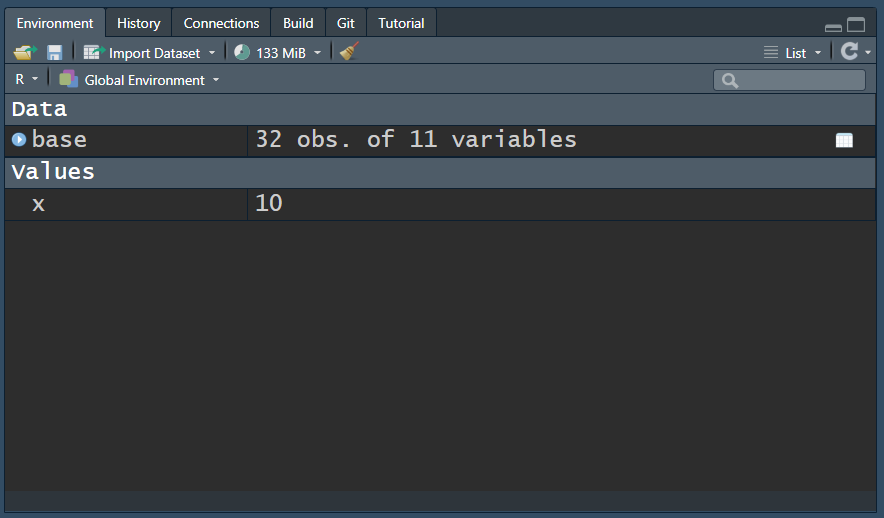 Environment History Connections Build Git Tutorial
Import Dataset 133 MiB List
R Global Environment
Data
base 32 obs. of 11 variables
Values
x 10